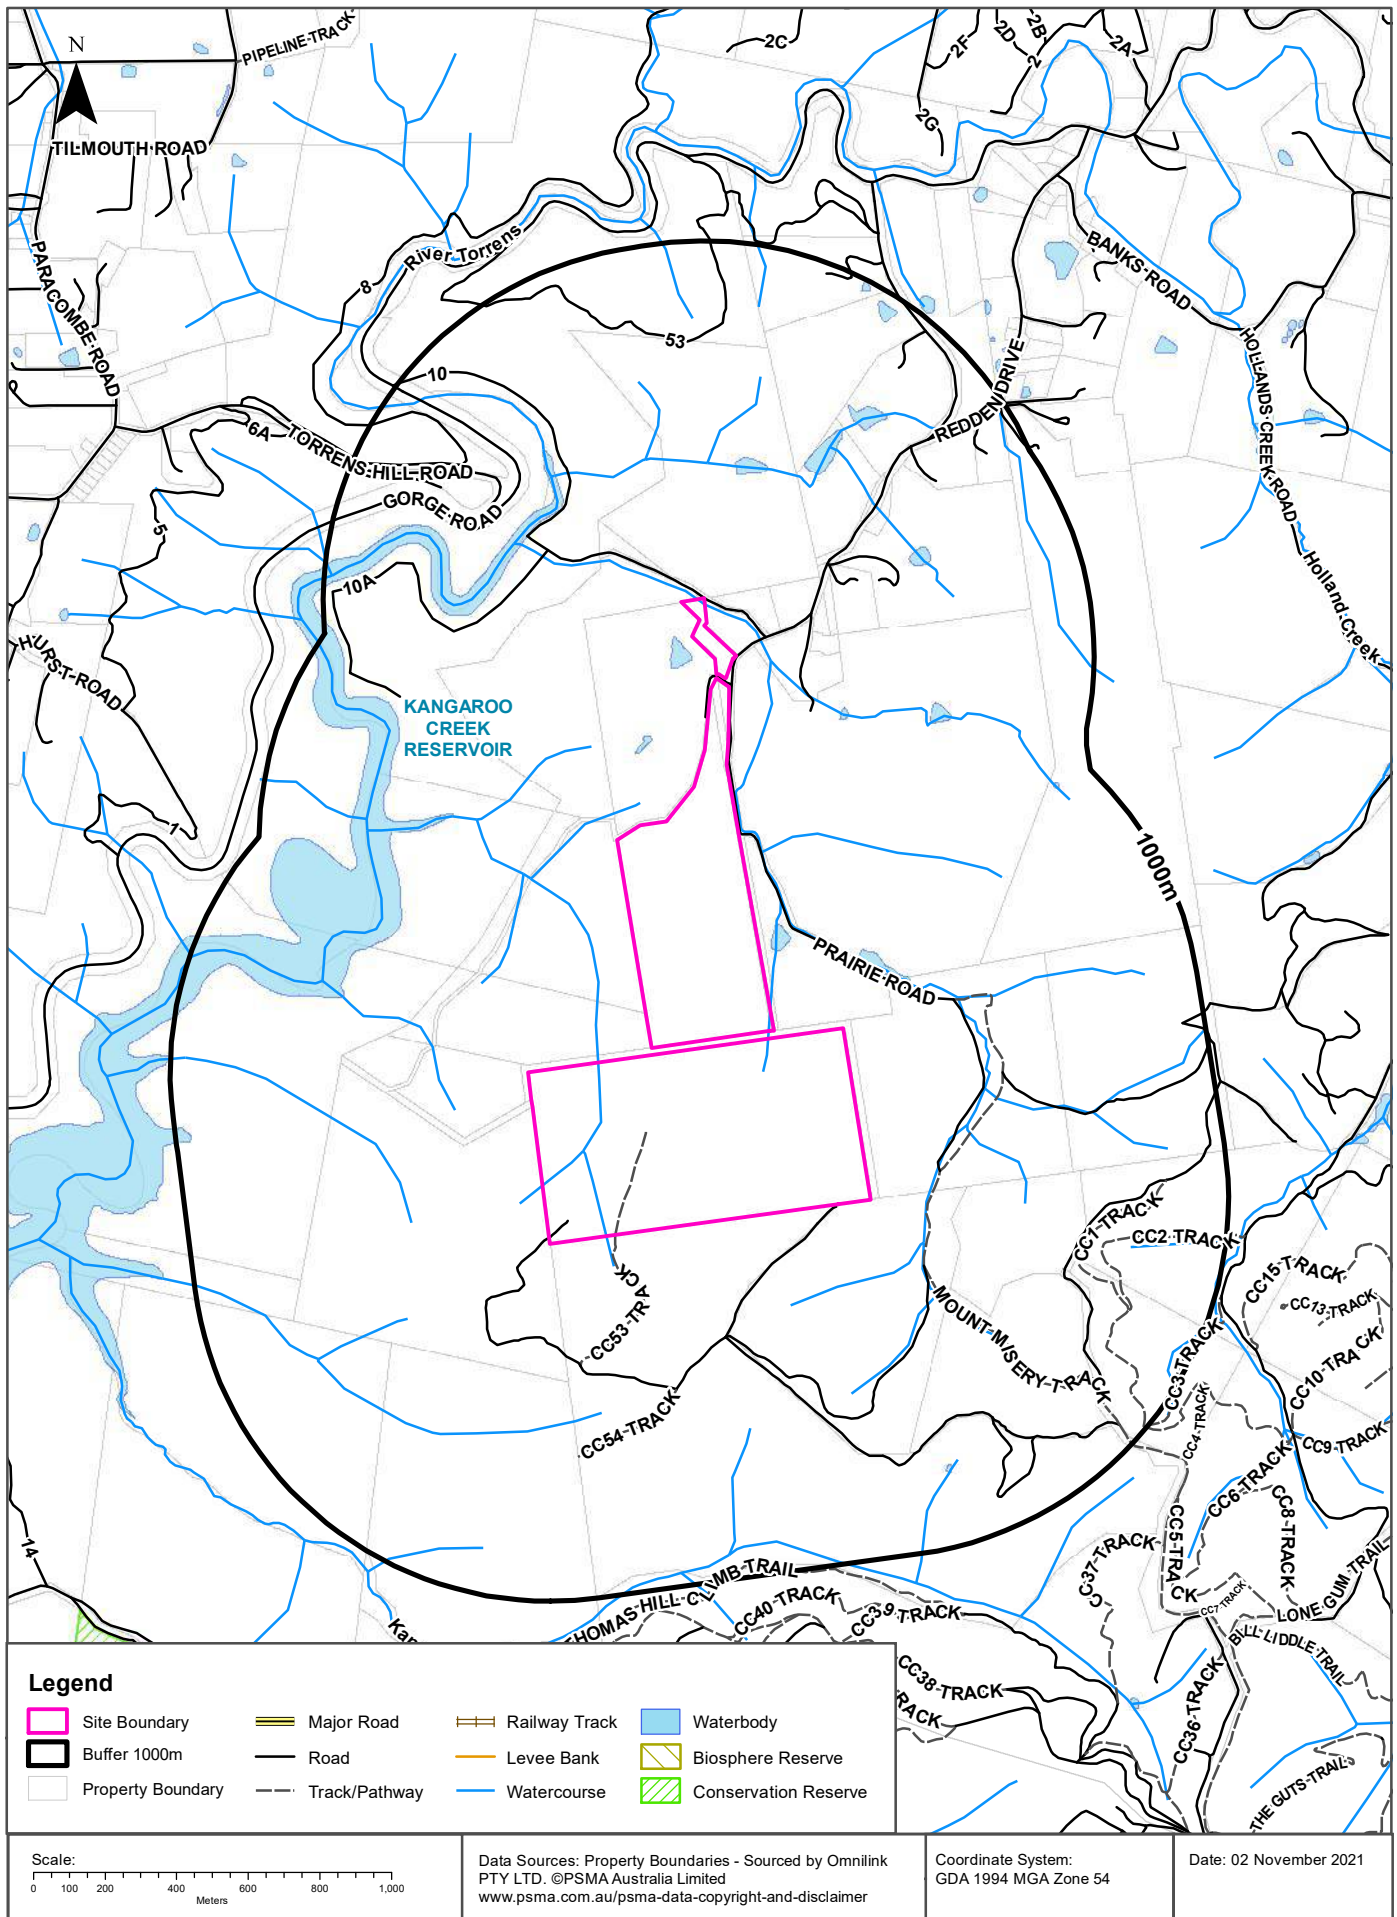 N
PIPELINE TRACK
2C
2F
2D
2B
2
2A
2G
TILMOUTH ROAD
PARACOMBE ROAD
River Torrens
8
BANKS ROAD
53
10
REDDEN DRIVE
HOLLANDS CREEK ROAD
6A
TORRENS HILL ROAD
GORGE ROAD
5
10A
Holland Creek
HURST ROAD
KANGAROO
CREEK
RESERVOIR
1
1000m
PRAIRIE ROAD
CC1 TRACK
CC2 TRACK
CC15 TRACK
CC13 TRACK
CC53 TRACK
MOUNT MISERY TRACK
CC3 TRACK
CC10 TRACK
CC54 TRACK
CC4 TRACK
CC9 TRACK
CC6 TRACK
CC8 TRACK
CC5 TRACK
CC37 TRACK
14
THOMAS HILL CLIMB TRAIL
CC40 TRACK
CC39 TRACK
CC7 TRACK
LONE GUM TRAIL
BILL LIDDLE TRAIL
Kan
CC38 TRACK
RACK
CC36 TRACK
THE GUTS TRAIL
Legend
Site Boundary
Buffer 1000m
Property Boundary
Major Road
Road
Track/Pathway
Railway Track
Levee Bank
Watercourse
Waterbody
Biosphere Reserve
Conservation Reserve
Scale:
0 100 200 400 600 800 1,000
Meters
Data Sources: Property Boundaries - Sourced by Omnilink
PTY LTD. ©PSMA Australia Limited
www.psma.com.au/psma-data-copyright-and-disclaimer
Coordinate System:
GDA 1994 MGA Zone 54
Date: 02 November 2021